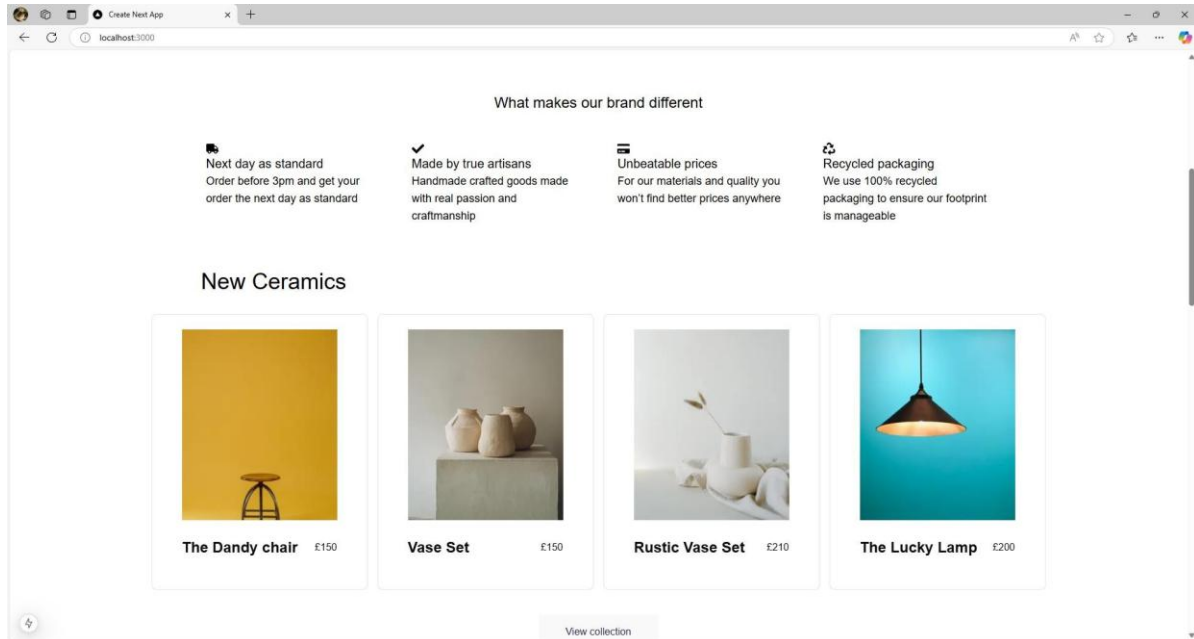 Create Next App
localhost:3000
What makes our brand different
Next day as standard
Order before 3pm and get your
order the next day as standard
Made by true artisans
Handmade crafted goods made
with real passion and
craftmanship
Unbeatable prices
For our materials and quality you
won't find better prices anywhere
Recycled packaging
We use 100% recycled
packaging to ensure our footprint
is manageable
New Ceramics
The Dandy chair £150
Vase Set £150
Rustic Vase Set £210
The Lucky Lamp £200
View collection